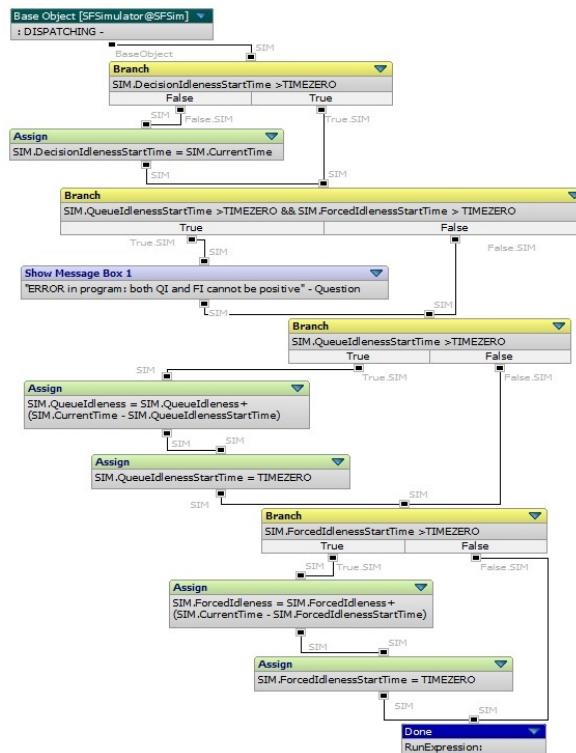 Base Object [SFSimulator@SFSim]
: DISPATCHING -
BaseObject
SIM
Branch
SIM.DecisionIdlenessStartTime >TIMEZERO
False True
SIM False.SIM True.SIM
Assign
SIM.DecisionIdlenessStartTime = SIM.CurrentTime
SIM SIM
Branch
SIM.QueueIdlenessStartTime >TIMEZERO && SIM.ForcedIdlenessStartTime > TIMEZERO
True False
True.SIM SIM False.SIM
Show Message Box 1
"ERROR in program: both QI and FI cannot be positive" - Question
SIM SIM
Branch
SIM.QueueIdlenessStartTime >TIMEZERO
True False
SIM True.SIM False.SIM
Assign
SIM.QueueIdleness = SIM.QueueIdleness+
(SIM.CurrentTime - SIM.QueueIdlenessStartTime)
SIM SIM
Assign
SIM.QueueIdlenessStartTime = TIMEZERO
SIM SIM
Branch
SIM.ForcedIdlenessStartTime >TIMEZERO
True False
SIM True.SIM False.SIM
Assign
SIM.ForcedIdleness = SIM.ForcedIdleness+
(SIM.CurrentTime - SIM.ForcedIdlenessStartTime)
SIM SIM
Assign
SIM.ForcedIdlenessStartTime = TIMEZERO
SIM SIM
Done
RunExpression: